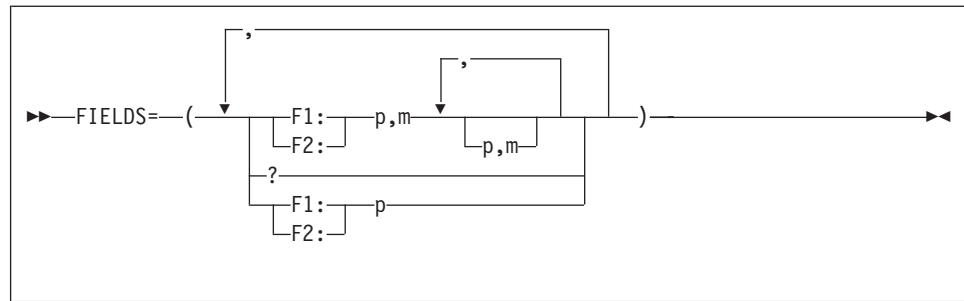 ,
,
FIELDS= ( F1: p,m
F2: p,m
?
F1: p
F2:
)